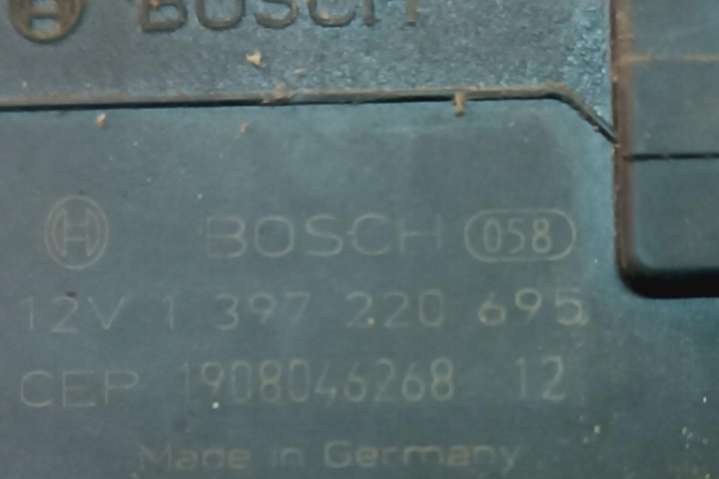 BOSCH
BOSCH 058
12V 1 397 220 695
CEP 1908046268 12
Made in Germany